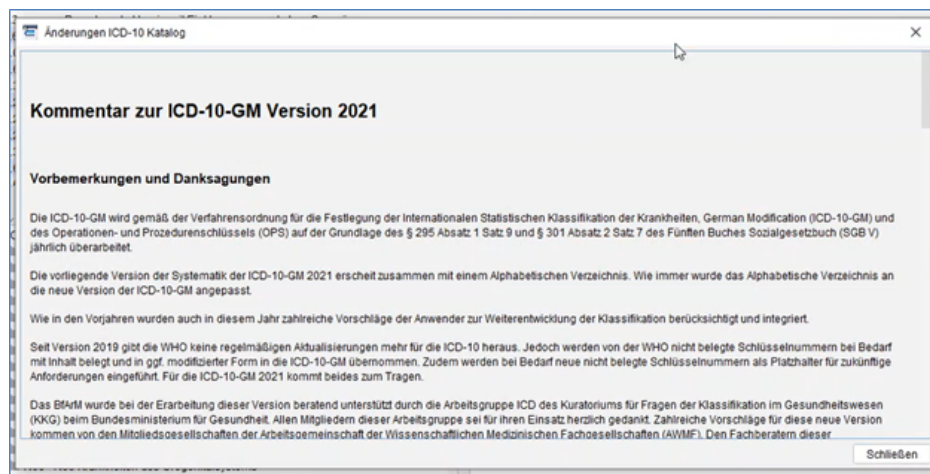 Änderungen ICD-10 Katalog
Kommentar zur ICD-10-GM Version 2021
Vorbemerkungen und Danksagungen
Die ICD-10-GM wird gemäß der Verfahrensordnung für die Festlegung der Internationalen Statistischen Klassifikation der Krankheiten, German Modification (ICD-10-GM) und
des Operationen- und Prozedurenschlüssels (OPS) auf der Grundlage des § 295 Absatz 1 Satz 9 und § 301 Absatz 2 Satz 7 des Fünften Buches Sozialgesetzbuch (SGB V)
jährlich überarbeitet.
Die vorliegende Version der Systematik der ICD-10-GM 2021 erscheit zusammen mit einem Alphabetischen Verzeichnis. Wie immer wurde das Alphabetische Verzeichnis an
die neue Version der ICD-10-GM angepasst.
Wie in den Vorjahren wurden auch in diesem Jahr zahlreiche Vorschläge der Anwender zur Weiterentwicklung der Klassifikation berücksichtigt und integriert.
Seit Version 2019 gibt die WHO keine regelmäßigen Aktualisierungen mehr für die ICD-10 heraus. Jedoch werden von der WHO nicht belegte Schlüsselnummern bei Bedarf
mit Inhalt belegt und in ggf. modifizierter Form in die ICD-10-GM übernommen. Zudem werden bei Bedarf neue nicht belegte Schlüsselnummern als Platzhalter für zukünftige
Anforderungen eingeführt. Für die ICD-10-GM 2021 kommt beides zum Tragen.
Das BfArM wurde bei der Erarbeitung dieser Version beratend unterstützt durch die Arbeitsgruppe ICD des Kuratoriums für Fragen der Klassifikation im Gesundheitswesen
(KKG) beim Bundesministerium für Gesundheit. Allen Mitgliedern dieser Arbeitsgruppe sei für ihren Einsatz herzlich gedankt. Zahlreiche Vorschläge für diese neue Version
kommen von den Mitgliedsgesellschaften der Arbeitsgemeinschaft der Wissenschaftlichen Medizinischen Fachgesellschaften (AWMF). Den Fachberatern dieser
Schließen